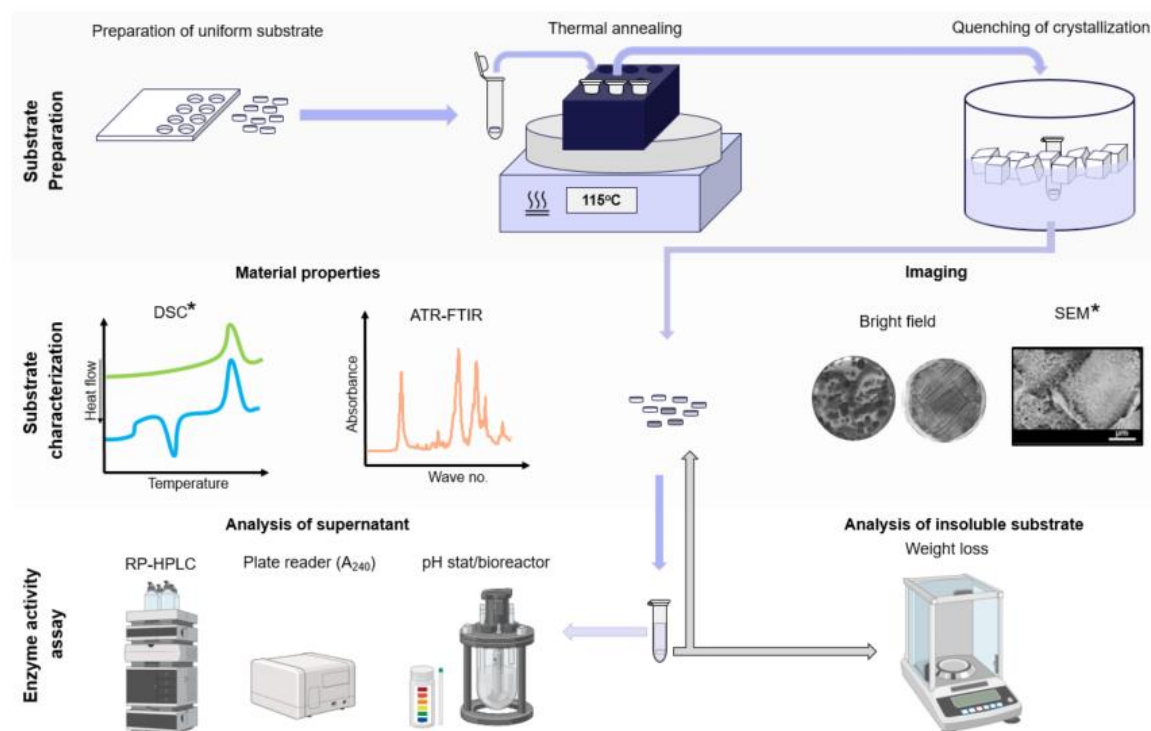 Preparation of uniform substrate
Thermal annealing
Quenching of crystallization
Substrate
Preparation
115°C
Material properties
Imaging
DSC*
ATR-FTIR
Bright field
SEM*
Substrate
characterization
Heat flow
Temperature
Absorbance
Wave no.
μm
Analysis of supernatant
Analysis of insoluble substrate
RP-HPLC
Plate reader (A₂₄₀)
pH stat/bioreactor
Weight loss
Enzyme activity
assay